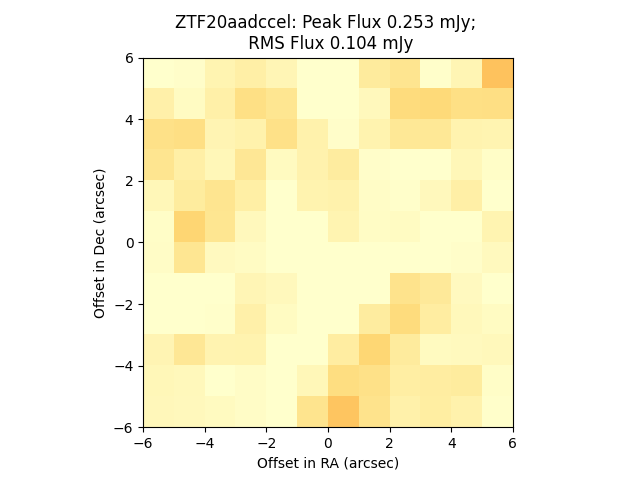 ZTF20aadccel: Peak Flux 0.253 mJy;
RMS Flux 0.104 mJy
6
4
2
0
−2
−4
−6
Offset in Dec (arcsec)
−6 −4 −2 0 2 4 6
Offset in RA (arcsec)